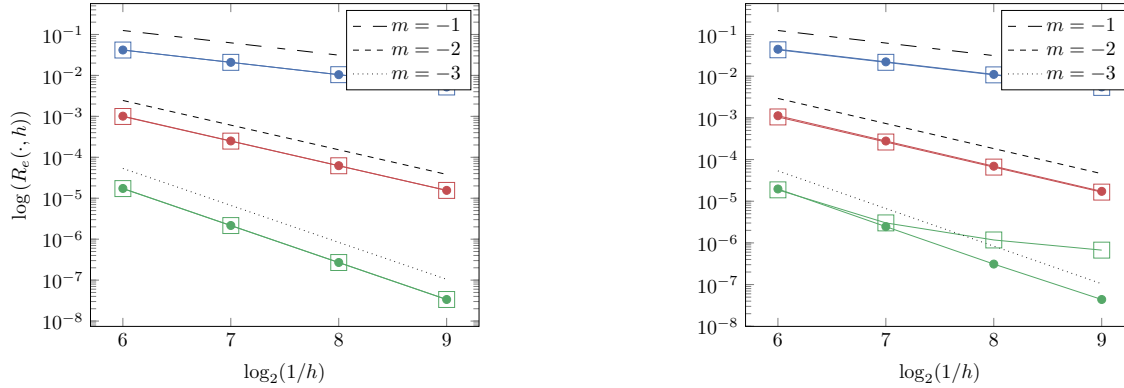 10^{-1}
10^{-2}
10^{-3}
10^{-4}
10^{-5}
10^{-6}
10^{-7}
10^{-8}
log (R_e(·, h))
m = −1
m = −2
m = −3
6 7 8 9
log_2(1/h)
10^{-1}
10^{-2}
10^{-3}
10^{-4}
10^{-5}
10^{-6}
10^{-7}
10^{-8}
m = −1
m = −2
m = −3
6 7 8 9
log_2(1/h)